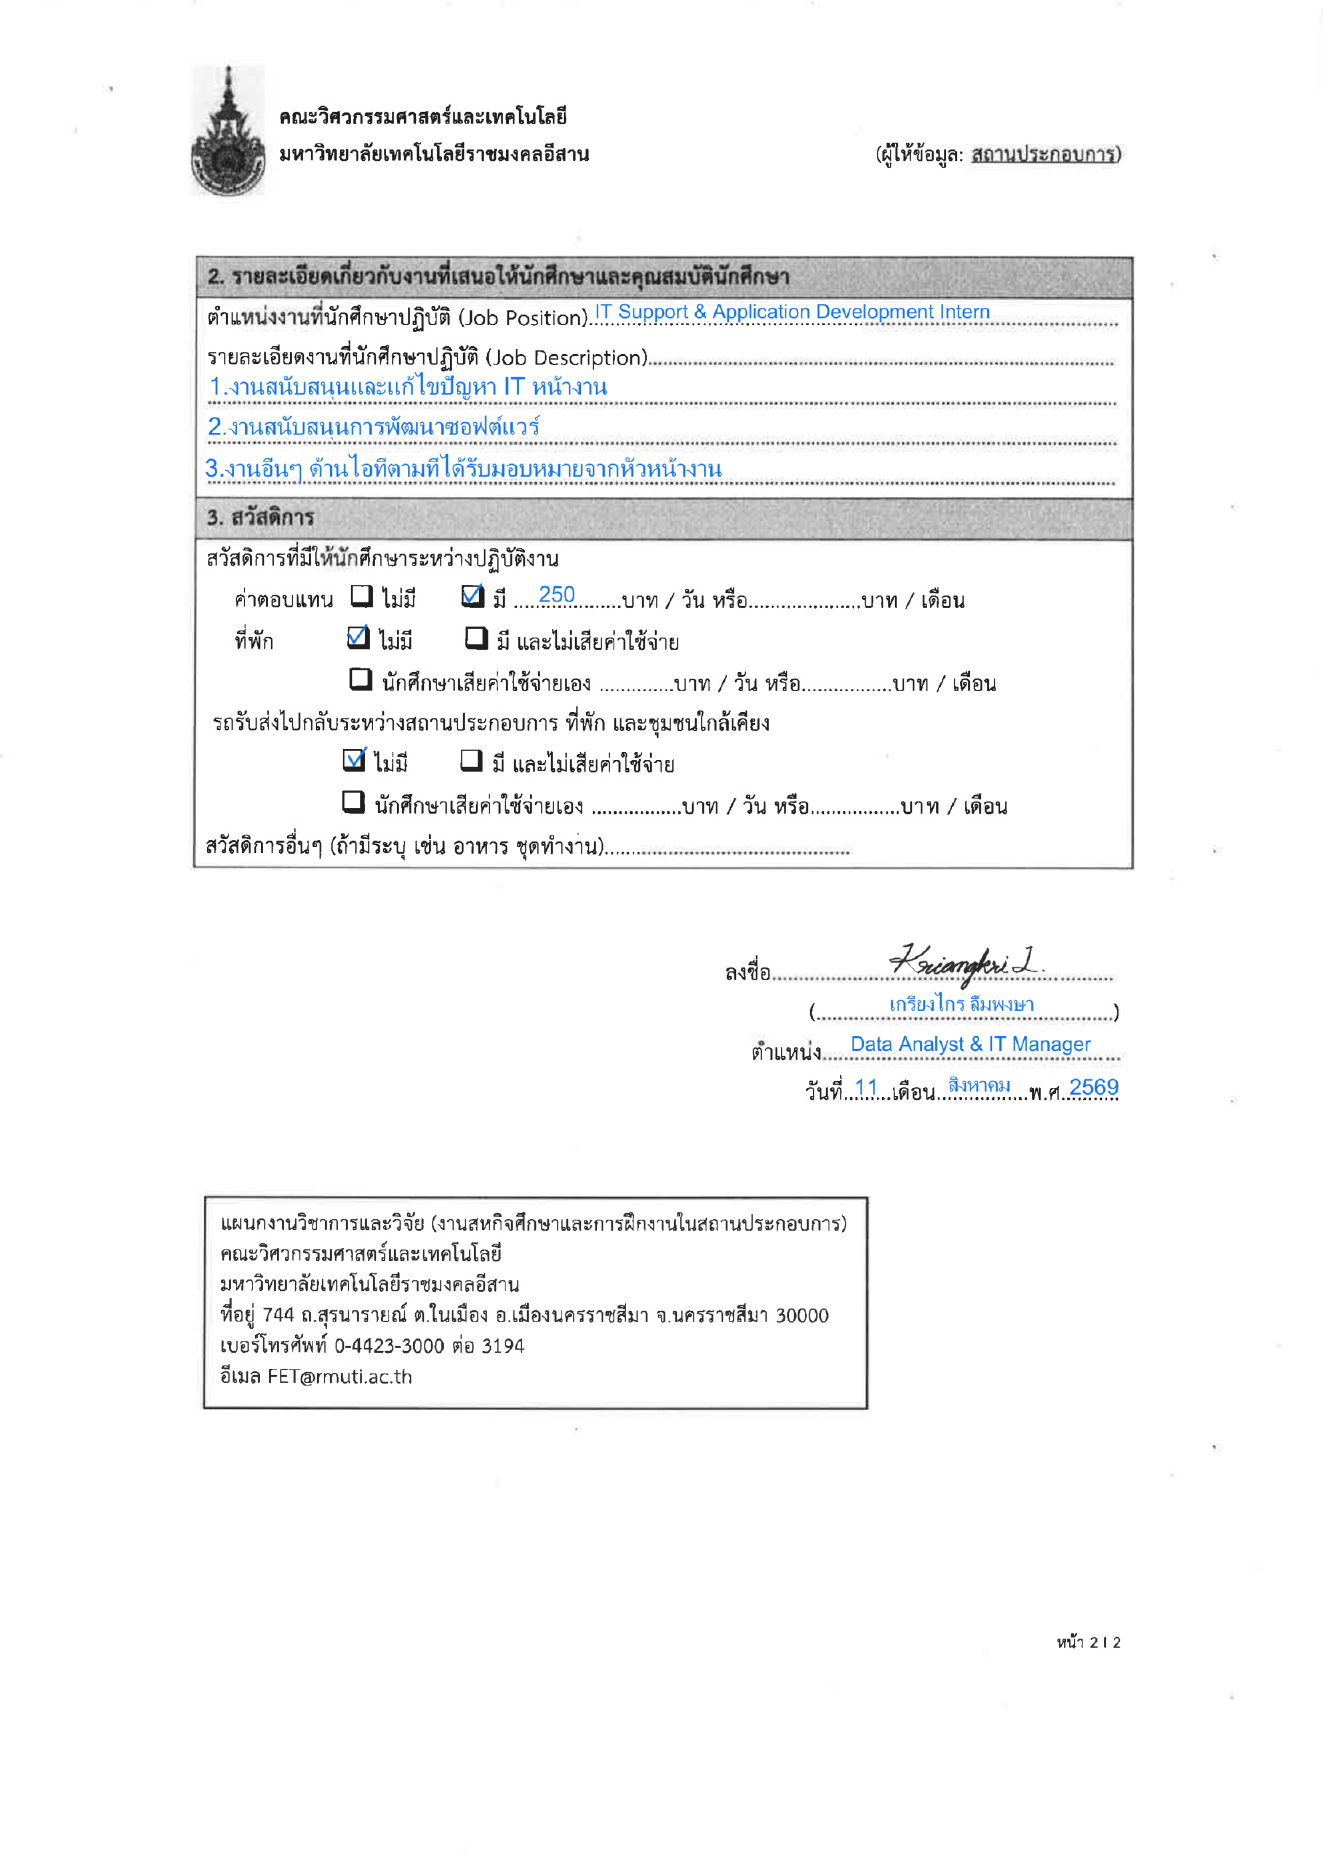 คณะวิศวกรรมศาสตร์และเทคโนโลยี
มหาวิทยาลัยเทคโนโลยีราชมงคลอีสาน
(ผู้ให้ข้อมูล: สถานประกอบการ)
2. รายละเอียดเกี่ยวกับงานที่เสนอให้นักศึกษาและคุณสมบัตินักศึกษา
ตำแหน่งงานที่นักศึกษาปฏิบัติ (Job Position) IT Support & Application Development Intern
รายละเอียดงานที่นักศึกษาปฏิบัติ (Job Description)
1.งานสนับสนุนและแก้ไขปัญหา IT หน้างาน
2.งานสนับสนุนการพัฒนาซอฟต์แวร์
3.งานอื่นๆ ด้านไอทีตามที่ได้รับมอบหมายจากหัวหน้างาน
3. สวัสดิการ
สวัสดิการที่มีให้นักศึกษาระหว่างปฏิบัติงาน
ค่าตอบแทน ☐ ไม่มี ☑ มี ....250........บาท / วัน หรือ.....................บาท / เดือน
ที่พัก ☑ ไม่มี ☐ มี และไม่เสียค่าใช้จ่าย
☐ นักศึกษาเสียค่าใช้จ่ายเอง ..............บาท / วัน หรือ.................บาท / เดือน
รถรับส่งไปกลับระหว่างสถานประกอบการ ที่พัก และชุมชนใกล้เคียง
☑ ไม่มี ☐ มี และไม่เสียค่าใช้จ่าย
☐ นักศึกษาเสียค่าใช้จ่ายเอง .................บาท / วัน หรือ.................บาท / เดือน
สวัสดิการอื่นๆ (ถ้ามีระบุ เช่น อาหาร ชุดทำงาน)..............................
ลงชื่อ Kriangkri L.
(เกรียงไกร ลิมพงษา)
ตำแหน่ง Data Analyst & IT Manager
วันที่ 11 เดือน สิงหาคม พ.ศ. 2569
แผนกงานวิชาการและวิจัย (งานสหกิจศึกษาและการฝึกงานในสถานประกอบการ)
คณะวิศวกรรมศาสตร์และเทคโนโลยี
มหาวิทยาลัยเทคโนโลยีราชมงคลอีสาน
ที่อยู่ 744 ถ.สุรนารายณ์ ต.ในเมือง อ.เมืองนครราชสีมา จ.นครราชสีมา 30000
เบอร์โทรศัพท์ 0-4423-3000 ต่อ 3194
อีเมล FET@rmuti.ac.th
หน้า 2 | 2